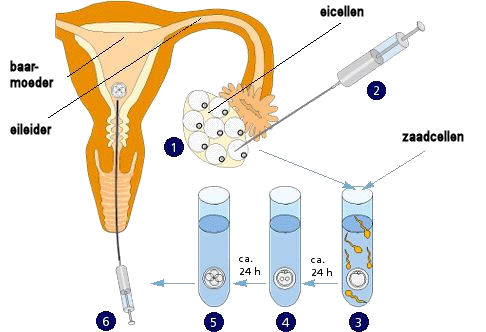 eicellen
baar-
moeder
eileider
1
2
zaadcellen
ca.
24 h
ca.
24 h
6
5
4
3